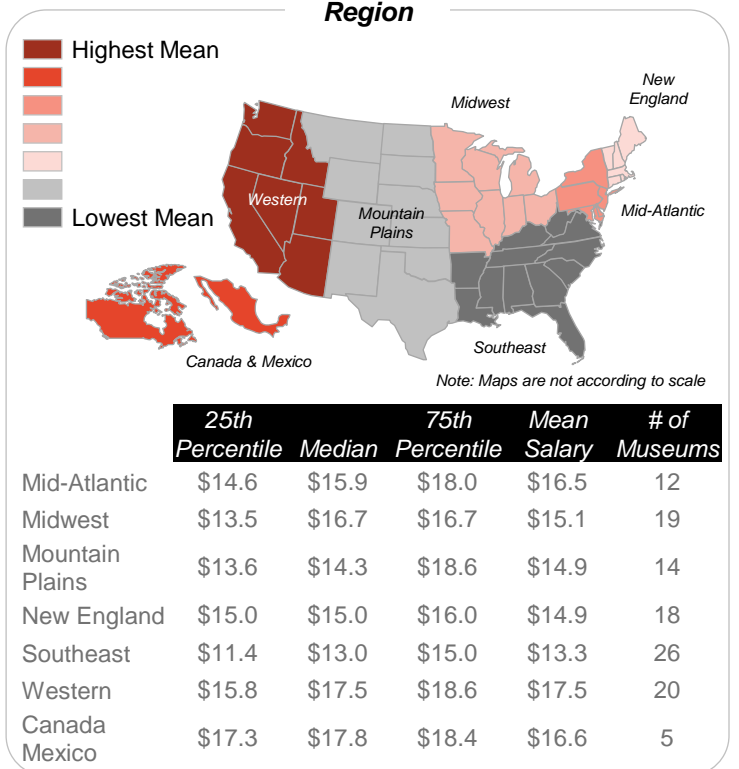 Region
Highest Mean
Lowest Mean
New
England
Midwest
Western
Mountain
Plains
Mid-Atlantic
Southeast
Canada & Mexico
Note: Maps are not according to scale
25th Percentile Median 75th Percentile Mean Salary # of Museums
Mid-Atlantic $14.6 $15.9 $18.0 $16.5 12
Midwest $13.5 $16.7 $16.7 $15.1 19
Mountain Plains $13.6 $14.3 $18.6 $14.9 14
New England $15.0 $15.0 $16.0 $14.9 18
Southeast $11.4 $13.0 $15.0 $13.3 26
Western $15.8 $17.5 $18.6 $17.5 20
Canada Mexico $17.3 $17.8 $18.4 $16.6 5